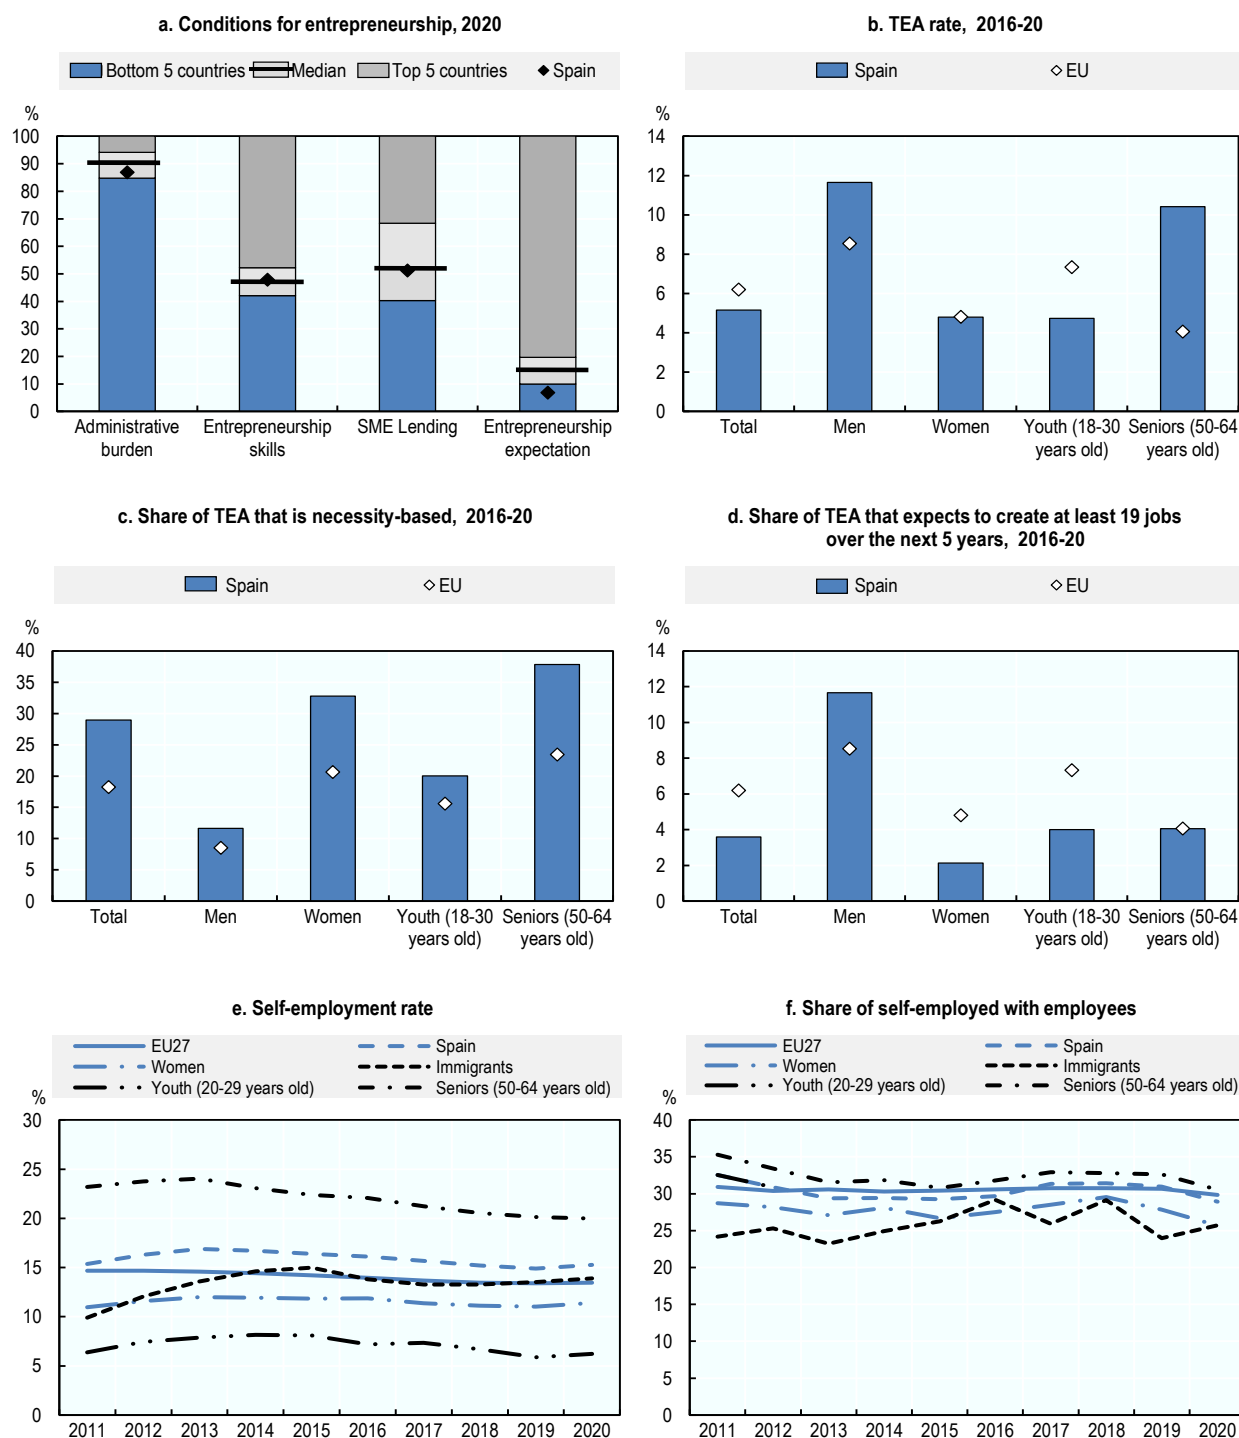 a. Conditions for entrepreneurship, 2020
Bottom 5 countries
Median
Top 5 countries
Spain
%
100
90
80
70
60
50
40
30
20
10
0
Administrative
burden
Entrepreneurship
skills
SME Lending
Entrepreneurship
expectation
b. TEA rate, 2016-20
Spain
EU
%
14
12
10
8
6
4
2
0
Total
Men
Women
Youth (18-30
years old)
Seniors (50-64
years old)
c. Share of TEA that is necessity-based, 2016-20
Spain
EU
%
40
35
30
25
20
15
10
5
0
Total
Men
Women
Youth (18-30
years old)
Seniors (50-64
years old)
d. Share of TEA that expects to create at least 19 jobs
over the next 5 years, 2016-20
Spain
EU
%
14
12
10
8
6
4
2
0
Total
Men
Women
Youth (18-30
years old)
Seniors (50-64
years old)
e. Self-employment rate
EU27
Spain
Women
Immigrants
Youth (20-29 years old)
Seniors (50-64 years old)
%
30
25
20
15
10
5
0
2011 2012 2013 2014 2015 2016 2017 2018 2019 2020
f. Share of self-employed with employees
EU27
Spain
Women
Immigrants
Youth (20-29 years old)
Seniors (50-64 years old)
%
40
35
30
25
20
15
10
5
0
2011 2012 2013 2014 2015 2016 2017 2018 2019 2020